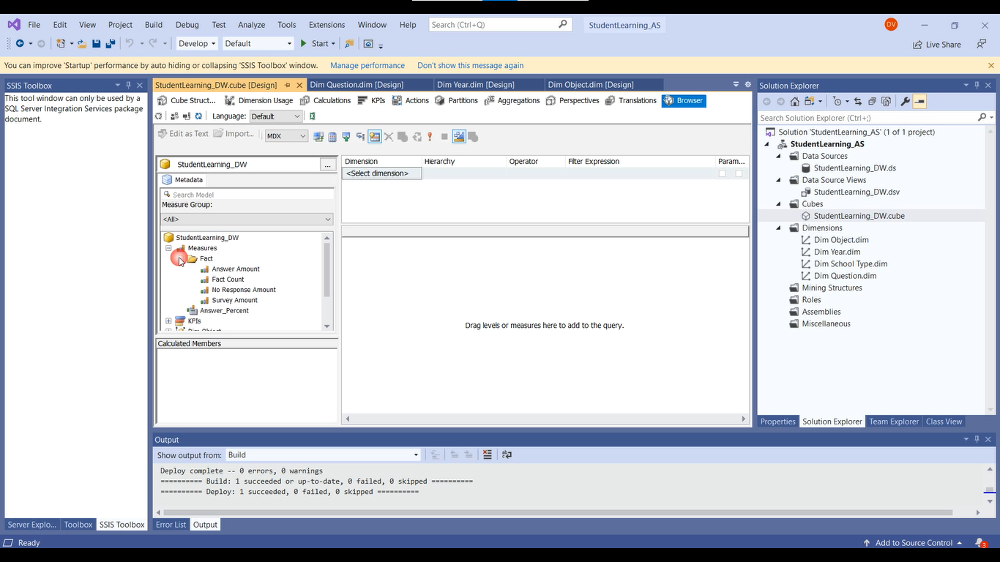 File Edit View Project Build Debug Test Analyze Tools Extensions Window Help Search (Ctrl+Q) StudentLearning_AS DV
Develop Default Start Live Share
You can improve 'Startup' performance by auto hiding or collapsing 'SSIS Toolbox' window. Manage performance Don't show this message again
SSIS Toolbox
This tool window can only be used by a
SQL Server Integration Services package
document.
StudentLearning_DW.cube [Design] Dim Question.dim [Design] Dim Year.dim [Design] Dim Object.dim [Design]
Cube Struct... Dimension Usage Calculations KPIs Actions Partitions Aggregations Perspectives Translations Browser
Language: Default
Edit as Text Import... MDX
StudentLearning_DW ...
Metadata
Search Model
Measure Group:
<All>
StudentLearning_DW
Measures
Fact
Answer Amount
Fact Count
No Response Amount
Survey Amount
Answer_Percent
KPIs
Dim Object
Calculated Members
Dimension Hierarchy Operator Filter Expression Param...
<Select dimension>
Drag levels or measures here to add to the query.
Solution Explorer
Search Solution Explorer (Ctrl+;)
Solution 'StudentLearning_AS' (1 of 1 project)
StudentLearning_AS
Data Sources
StudentLearning_DW.ds
Data Source Views
StudentLearning_DW.dsv
Cubes
StudentLearning_DW.cube
Dimensions
Dim Object.dim
Dim Year.dim
Dim School Type.dim
Dim Question.dim
Mining Structures
Roles
Assemblies
Miscellaneous
Properties Solution Explorer Team Explorer Class View
Output
Show output from: Build
Deploy complete -- 0 errors, 0 warnings
========== Build: 1 succeeded or up-to-date, 0 failed, 0 skipped ==========
========== Deploy: 1 succeeded, 0 failed, 0 skipped ==========
Server Explo... Toolbox SSIS Toolbox Error List Output
Ready Add to Source Control 3